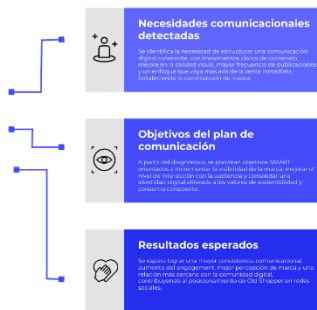 Necesidades comunicacionales
detectadas
Se identifica la necesidad de estructurar una comunicación
digital coherente, con lineamientos claros de contenido,
mejora en la calidad visual, mayor frecuencia de publicaciones
y un enfoque que vaya más allá de la venta inmediata,
fortaleciendo la construcción de marca.
Objetivos del plan de
comunicación
A partir del diagnóstico, se plantean objetivos SMART
orientados a incrementar la visibilidad de la marca, mejorar el
nivel de interacción con la audiencia y consolidar una
identidad digital alineada a los valores de sostenibilidad y
consumo consciente.
Resultados esperados
Se espera lograr una mayor consistencia comunicacional,
aumento del engagement, mejor percepción de marca y una
relación más cercana con la comunidad digital,
contribuyendo al posicionamiento de Old Shopper en redes
sociales.